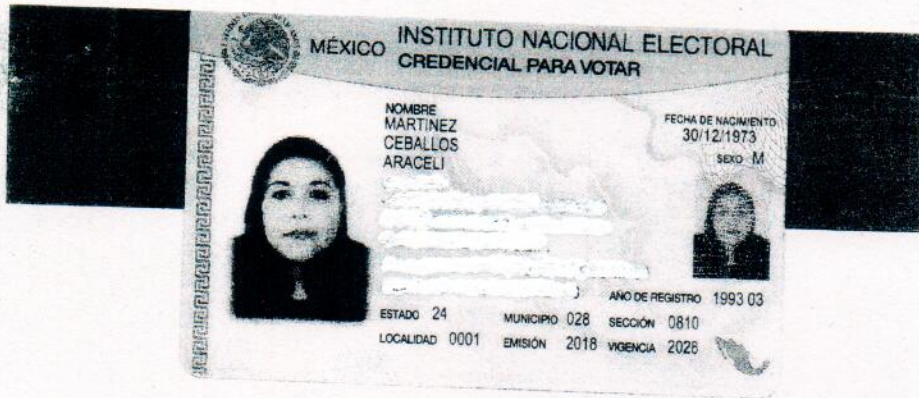 MÉXICO INSTITUTO NACIONAL ELECTORAL
CREDENCIAL PARA VOTAR
NOMBRE
MARTINEZ
CEBALLOS
ARACELI
FECHA DE NACIMIENTO
30/12/1973
SEXO M
AÑO DE REGISTRO 1993 03
ESTADO 24 MUNICIPIO 028 SECCIÓN 0810
LOCALIDAD 0001 EMISIÓN 2018 VIGENCIA 2028